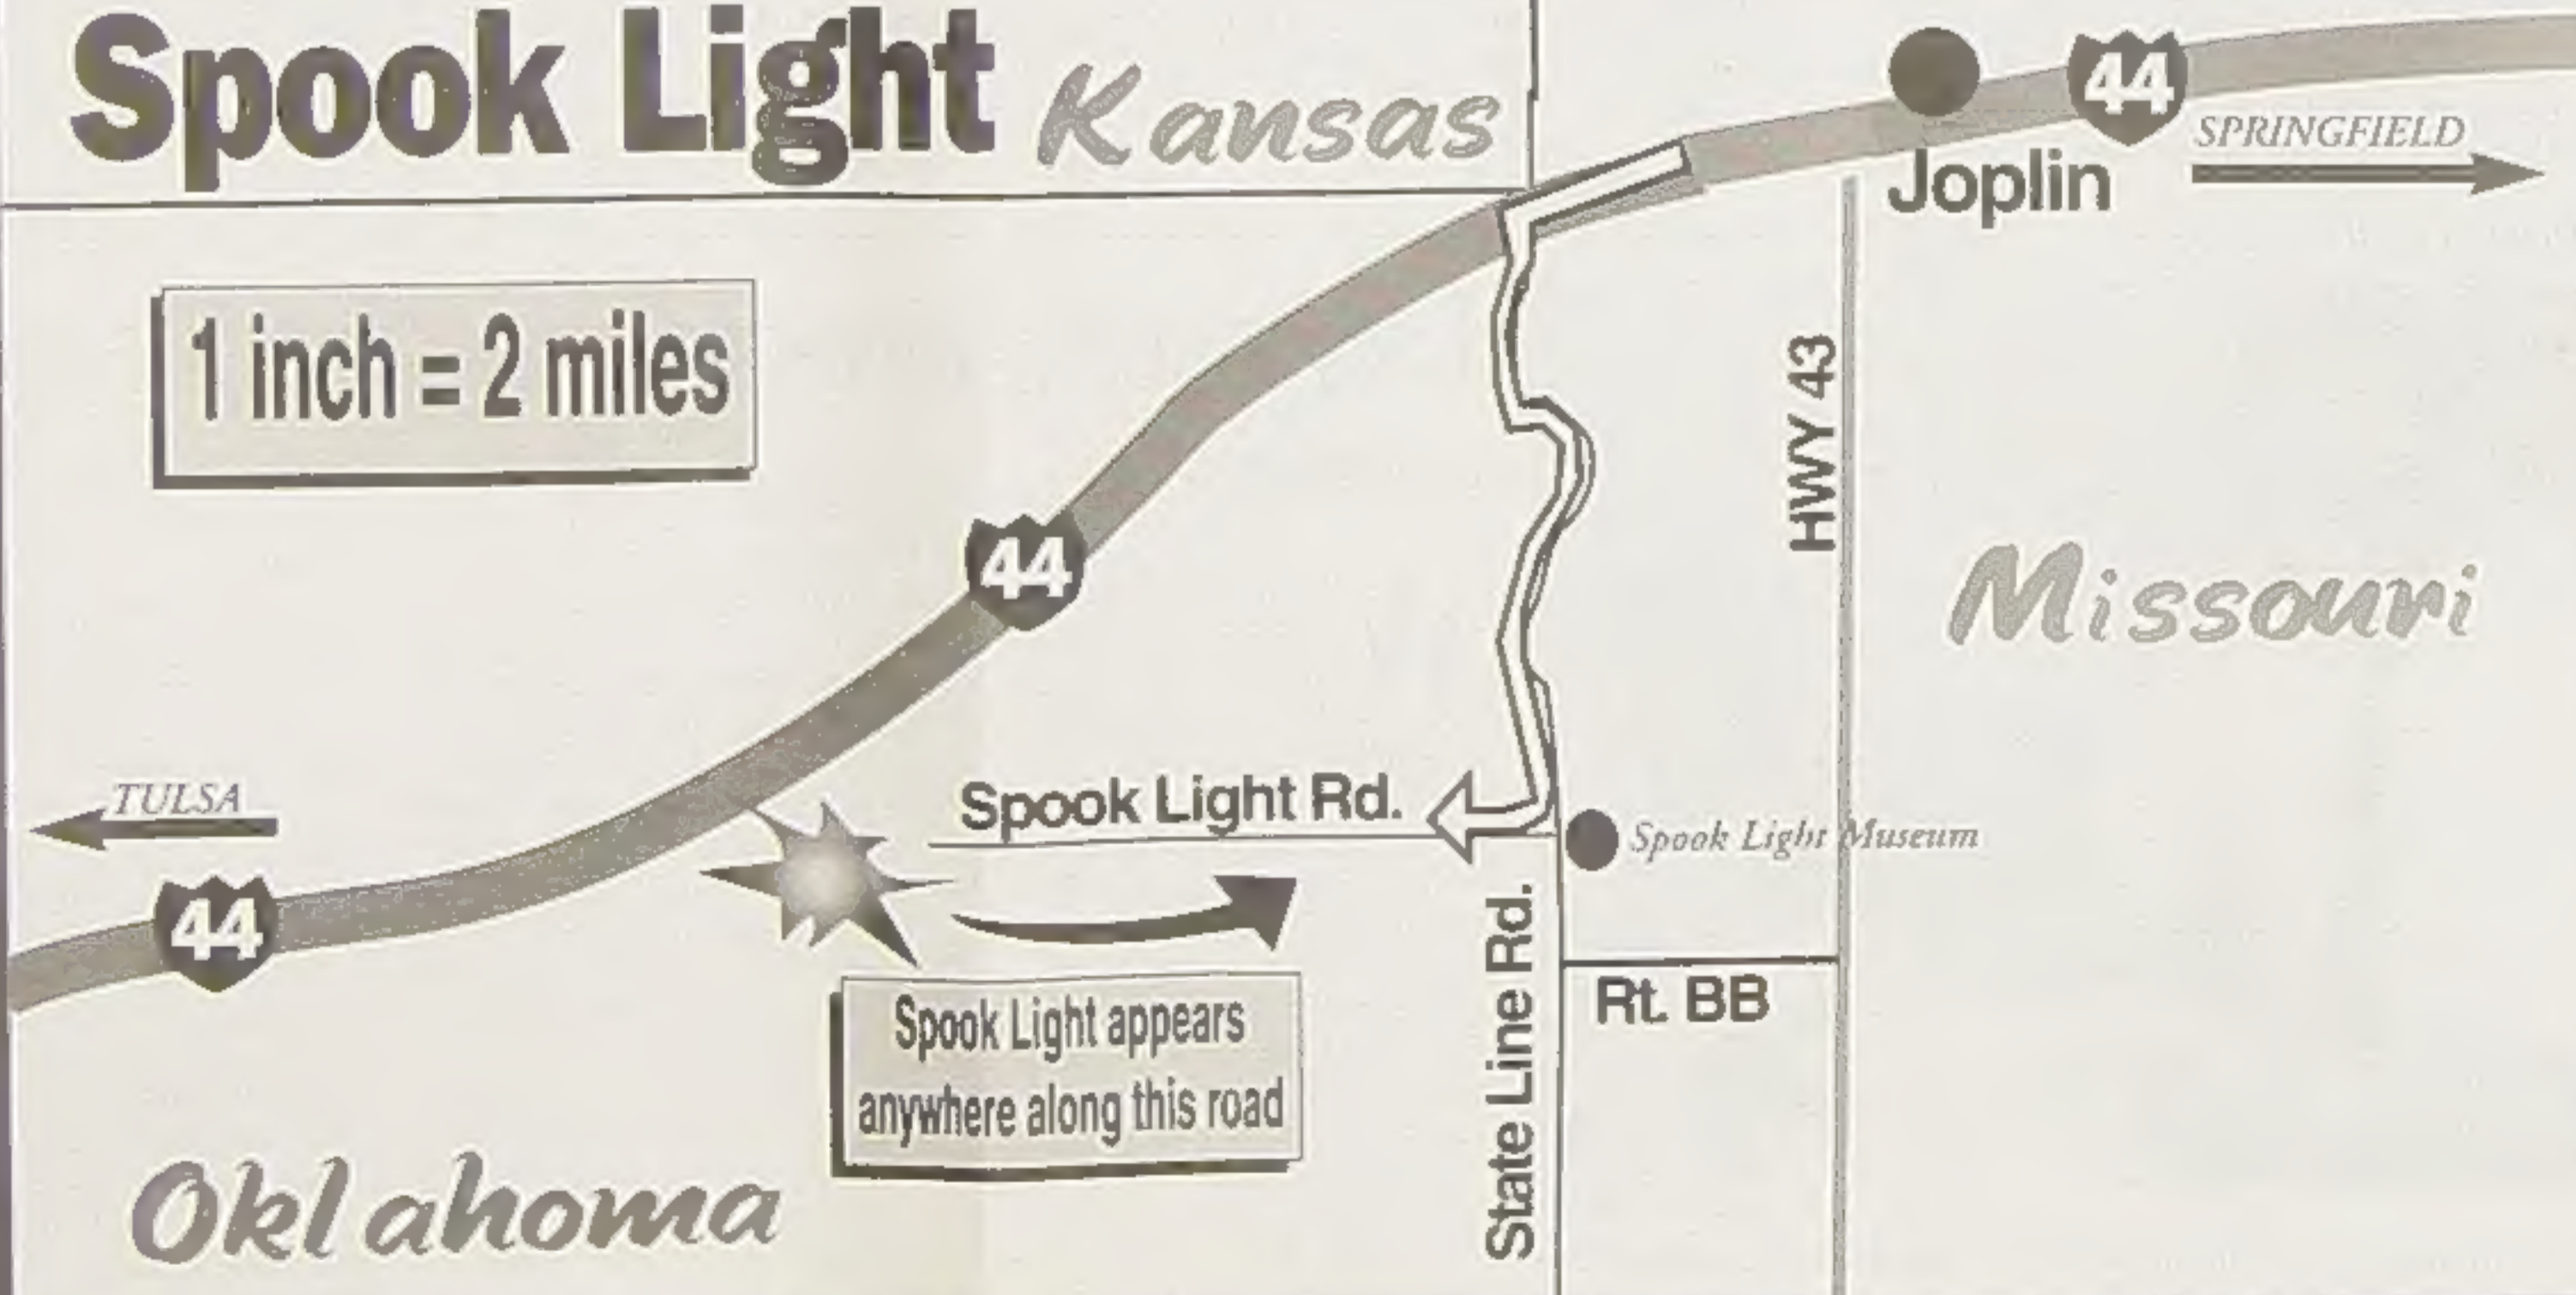 Spook Light
Kansas
44
SPRINGFIELD
Joplin
1 inch = 2 miles
HWY 43
44
Missouri
TULSA
Spook Light Rd.
Spook Light Museum
44
State Line Rd.
Rt. BB
Spook Light appears
anywhere along this road
Oklahoma